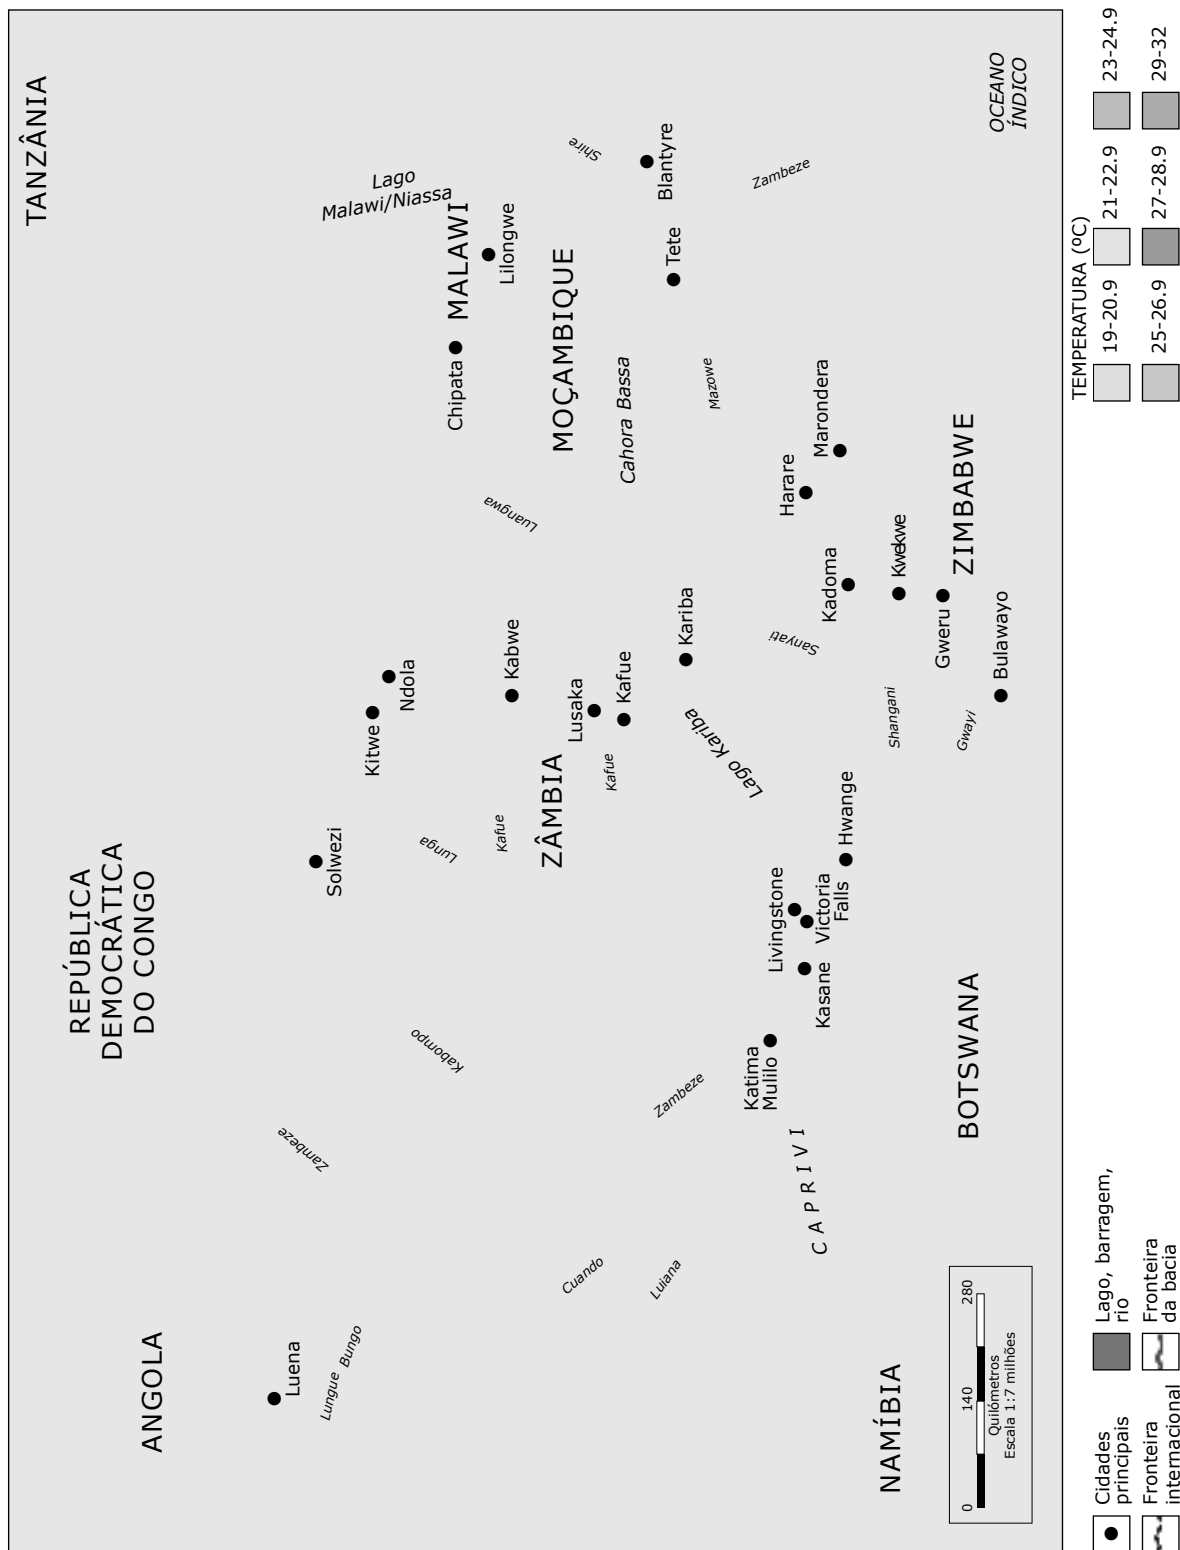 TANZÂNIA
REPÚBLICA
DEMOCRÁTICA
DO CONGO
ANGOLA
Luena
Lungue Bungo
Zambeze
Kabompo
Solwezi
Lunga
Kafue
Kitwe
Ndola
Kabwe
Luangwa
Chipata
MALAWI
Lilongwe
Lago
Malawi/Niassa
Shire
Blantyre
Zambeze
Tete
MOÇAMBIQUE
Cahora Bassa
Mazowe
ZÂMBIA
Lusaka
Kafue
Kafue
Kariba
Lago Kariba
Sanyati
Harare
Marondera
Kadoma
Kwekwe
Gweru
ZIMBABWE
Bulawayo
Shangani
Gwayi
Hwange
Livingstone
Victoria
Falls
Kasane
Katima
Mulilo
Zambeze
Cuando
Luiana
CAPRIVI
BOTSWANA
NAMÍBIA
OCEANO
ÍNDICO
0 140 280
Quilómetros
Escala 1:7 milhões
Cidades
principais
Lago, barragem,
rio
Fronteira
internacional
Fronteira
da bacia
TEMPERATURA (ºC)
19-20.9 21-22.9 23-24.9
25-26.9 27-28.9 29-32